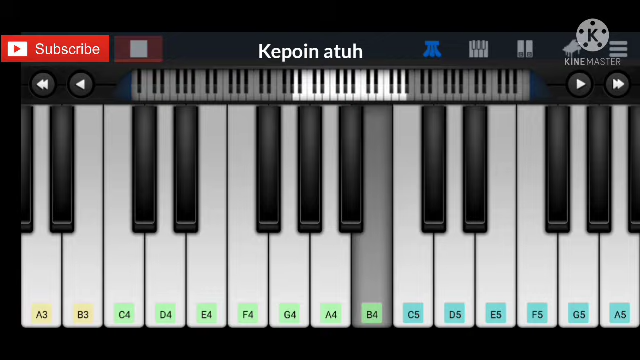 Subscribe
Kepoin atuh
K
KINEMASTER
A3 B3 C4 D4 E4 F4 G4 A4 B4 C5 D5 E5 F5 G5 A5